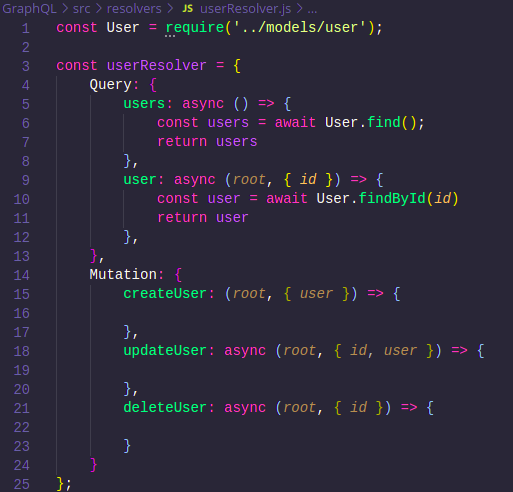 GraphQL > src > resolvers > JS userResolver.js > ...
1 const User = require('../models/user');
2
3 const userResolver = {
4     Query: {
5         users: async () => {
6             const users = await User.find();
7             return users
8         },
9         user: async (root, { id }) => {
10             const user = await User.findById(id)
11             return user
12         },
13     },
14     Mutation: {
15         createUser: (root, { user }) => {
16
17         },
18         updateUser: async (root, { id, user }) => {
19
20         },
21         deleteUser: async (root, { id }) => {
22
23         }
24     }
25 };